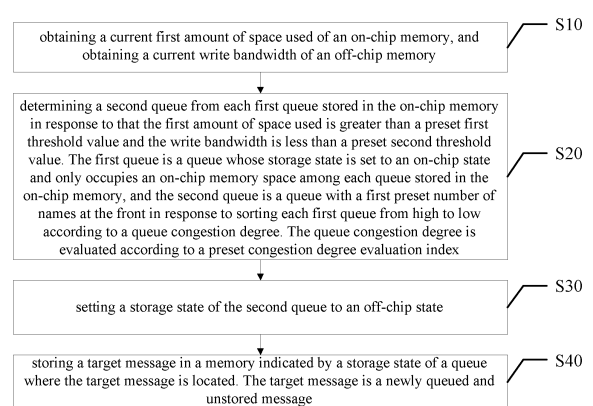 obtaining a current first amount of space used of an on-chip memory, and
obtaining a current write bandwidth of an off-chip memory
S10
determining a second queue from each first queue stored in the on-chip memory
in response to that the first amount of space used is greater than a preset first
threshold value and the write bandwidth is less than a preset second threshold
value. The first queue is a queue whose storage state is set to an on-chip state
and only occupies an on-chip memory space among each queue stored in the
on-chip memory, and the second queue is a queue with a first preset number of
names at the front in response to sorting each first queue from high to low
according to a queue congestion degree. The queue congestion degree is
evaluated according to a preset congestion degree evaluation index
S20
setting a storage state of the second queue to an off-chip state
S30
storing a target message in a memory indicated by a storage state of a queue
where the target message is located. The target message is a newly queued and
unstored message
S40